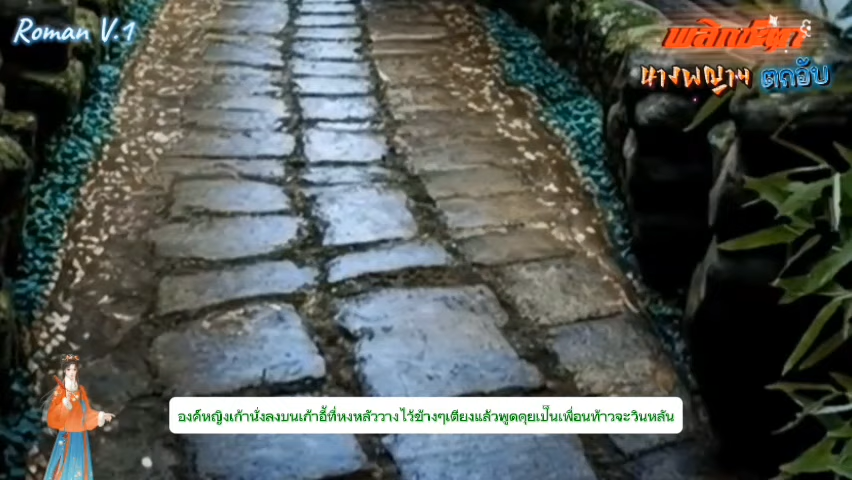 Roman V.1
พลิกชะตา
นางพญางู ตกอับ
องค์หญิงเก้านั่งลงบนเก้าอี้ที่หงหลัววางไว้ข้างๆเตียงแล้วพูดคุยเป็นเพื่อนท้าวจะวินหลัน